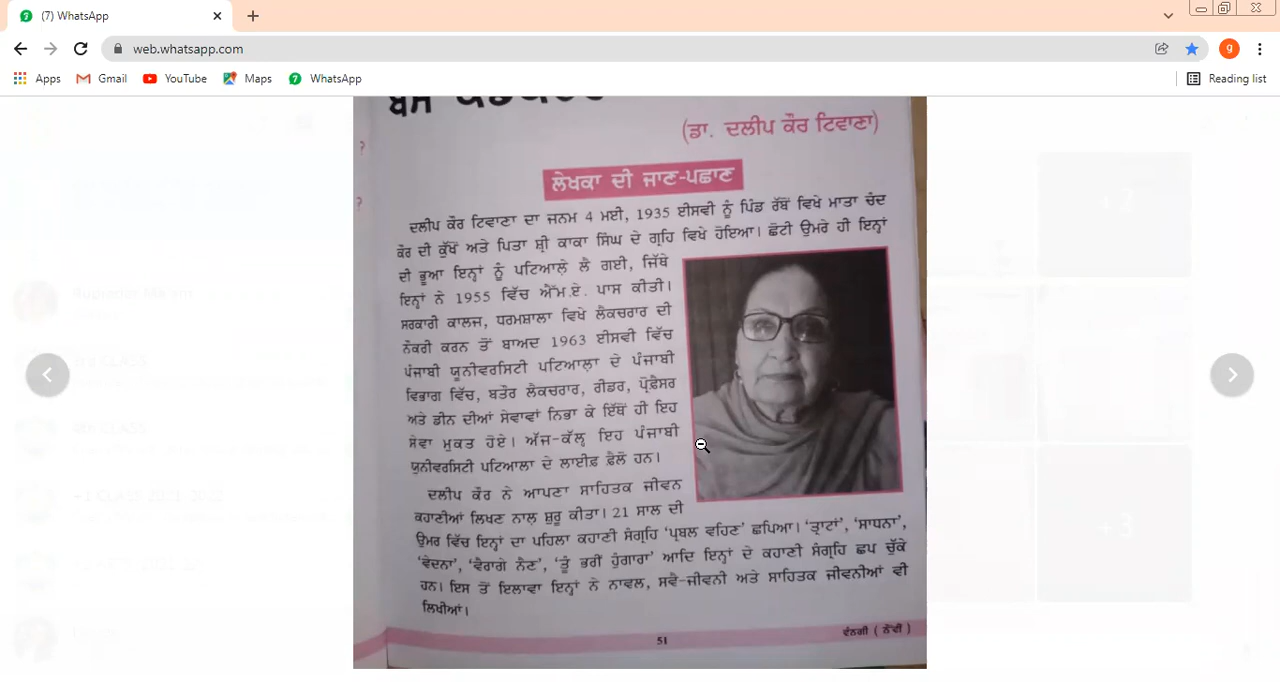 (7) WhatsApp
web.whatsapp.com
g
Apps Gmail YouTube Maps WhatsApp Reading list
(ਡਾ. ਦਲੀਪ ਕੌਰ ਟਿਵਾਣਾ)
ਲੇਖਕਾ ਦੀ ਜਾਣ-ਪਛਾਣ
ਦਲੀਪ ਕੌਰ ਟਿਵਾਣਾ ਦਾ ਜਨਮ 4 ਮਈ, 1935 ਈਸਵੀ ਨੂੰ ਪਿੰਡ ਰੱਬੋਂ ਵਿਖੇ ਮਾਤਾ ਚੰਦ
ਕੌਰ ਦੀ ਕੁੱਖੋਂ ਅਤੇ ਪਿਤਾ ਸ਼੍ਰੀ ਕਾਕਾ ਸਿੰਘ ਦੇ ਗ੍ਰਹਿ ਵਿਖੇ ਹੋਇਆ। ਛੋਟੀ ਉਮਰੇ ਹੀ ਇਨ੍ਹਾਂ
ਦੀ ਭੂਆ ਇਨ੍ਹਾਂ ਨੂੰ ਪਟਿਆਲੇ ਲੈ ਗਈ, ਜਿੱਥੇ
ਇਨ੍ਹਾਂ ਨੇ 1955 ਵਿੱਚ ਐੱਮ.ਏ. ਪਾਸ ਕੀਤੀ।
ਸਰਕਾਰੀ ਕਾਲਜ, ਧਰਮਸ਼ਾਲਾ ਵਿਖੇ ਲੈਕਚਰਾਰ ਦੀ
ਨੌਕਰੀ ਕਰਨ ਤੋਂ ਬਾਅਦ 1963 ਈਸਵੀ ਵਿੱਚ
ਪੰਜਾਬੀ ਯੂਨੀਵਰਸਿਟੀ ਪਟਿਆਲਾ ਦੇ ਪੰਜਾਬੀ
ਵਿਭਾਗ ਵਿੱਚ, ਬਤੌਰ ਲੈਕਚਰਾਰ, ਰੀਡਰ, ਪ੍ਰੋਫ਼ੈਸਰ
ਅਤੇ ਡੀਨ ਦੀਆਂ ਸੇਵਾਵਾਂ ਨਿਭਾ ਕੇ ਇੱਥੋਂ ਹੀ ਇਹ
ਸੇਵਾ ਮੁਕਤ ਹੋਏ। ਅੱਜ-ਕੱਲ੍ਹ ਇਹ ਪੰਜਾਬੀ
ਯੂਨੀਵਰਸਿਟੀ ਪਟਿਆਲਾ ਦੇ ਲਾਈਫ਼ ਫ਼ੈਲੋ ਹਨ।
ਦਲੀਪ ਕੌਰ ਨੇ ਆਪਣਾ ਸਾਹਿਤਕ ਜੀਵਨ
ਕਹਾਣੀਆਂ ਲਿਖਣ ਨਾਲ਼ ਸ਼ੁਰੂ ਕੀਤਾ। 21 ਸਾਲ ਦੀ
ਉਮਰ ਵਿੱਚ ਇਨ੍ਹਾਂ ਦਾ ਪਹਿਲਾ ਕਹਾਣੀ ਸੰਗ੍ਰਹਿ ‘ਪ੍ਰਬਲ ਵਹਿਣ’ ਛਪਿਆ। ‘ਤ੍ਰਾਟਾਂ’, ‘ਸਾਧਨਾ’,
‘ਵੇਦਨਾ’, ‘ਵੈਰਾਗੇ ਨੈਣ’, ‘ਤੂੰ ਭਰੀਂ ਹੁੰਗਾਰਾ’ ਆਦਿ ਇਨ੍ਹਾਂ ਦੇ ਕਹਾਣੀ ਸੰਗ੍ਰਹਿ ਛਪ ਚੁੱਕੇ
ਹਨ। ਇਸ ਤੋਂ ਇਲਾਵਾ ਇਨ੍ਹਾਂ ਨੇ ਨਾਵਲ, ਸਵੈ-ਜੀਵਨੀ ਅਤੇ ਸਾਹਿਤਕ ਜੀਵਨੀਆਂ ਵੀ
ਲਿਖੀਆਂ।
51
ਵੰਨਗੀ ( ਨੌਵੀਂ )